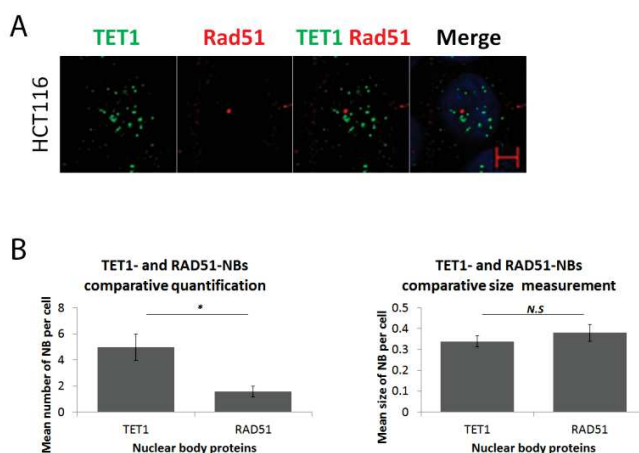 A
TET1 Rad51 TET1 Rad51 Merge
HCT116
B
TET1- and RAD51-NBs
comparative quantification
Mean number of NB per cell
8
6
4
2
0
*
TET1 RAD51
Nuclear body proteins
TET1- and RAD51-NBs
comparative size measurement
Mean size of NB per cell
0.5
0.4
0.3
0.2
0.1
0
N.S
TET1 RAD51
Nuclear body proteins